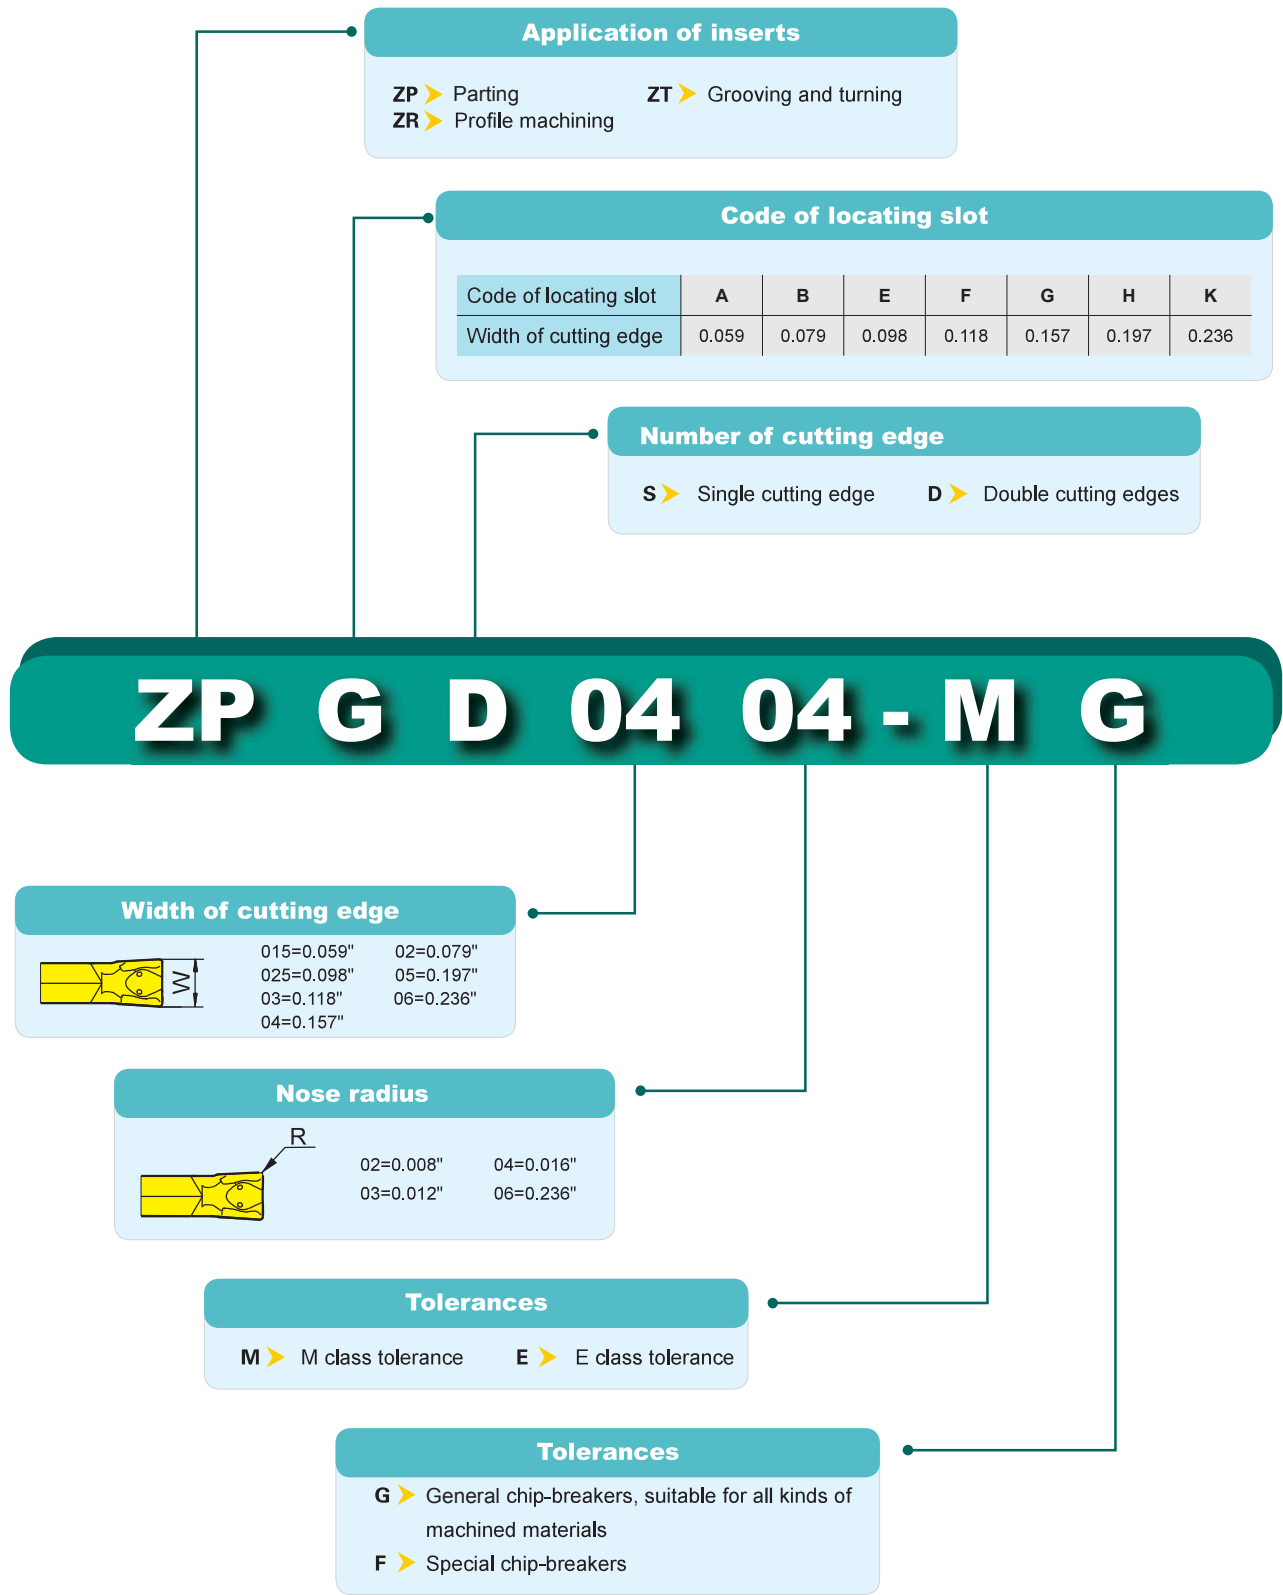 Application of inserts
ZP Parting ZT Grooving and turning
ZR Profile machining
Code of locating slot
Code of locating slot A B E F G H K
Width of cutting edge 0.059 0.079 0.098 0.118 0.157 0.197 0.236
Number of cutting edge
S Single cutting edge D Double cutting edges
ZP G D 04 04 - M G
Width of cutting edge
W
015=0.059" 02=0.079"
025=0.098" 05=0.197"
03=0.118" 06=0.236"
04=0.157"
Nose radius
R
02=0.008" 04=0.016"
03=0.012" 06=0.236"
Tolerances
M M class tolerance E E class tolerance
Tolerances
G General chip-breakers, suitable for all kinds of
machined materials
F Special chip-breakers